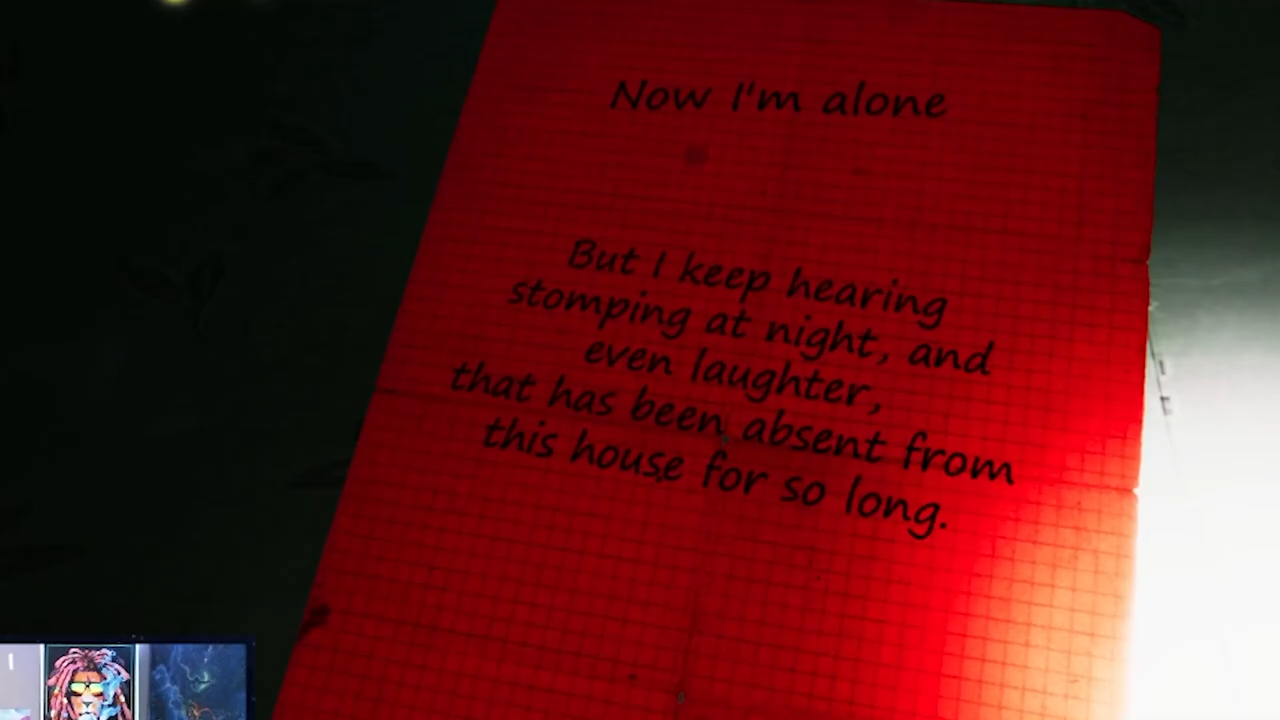 Now I'm alone
But I keep hearing
stomping at night, and
even laughter,
that has been absent from
this house for so long.